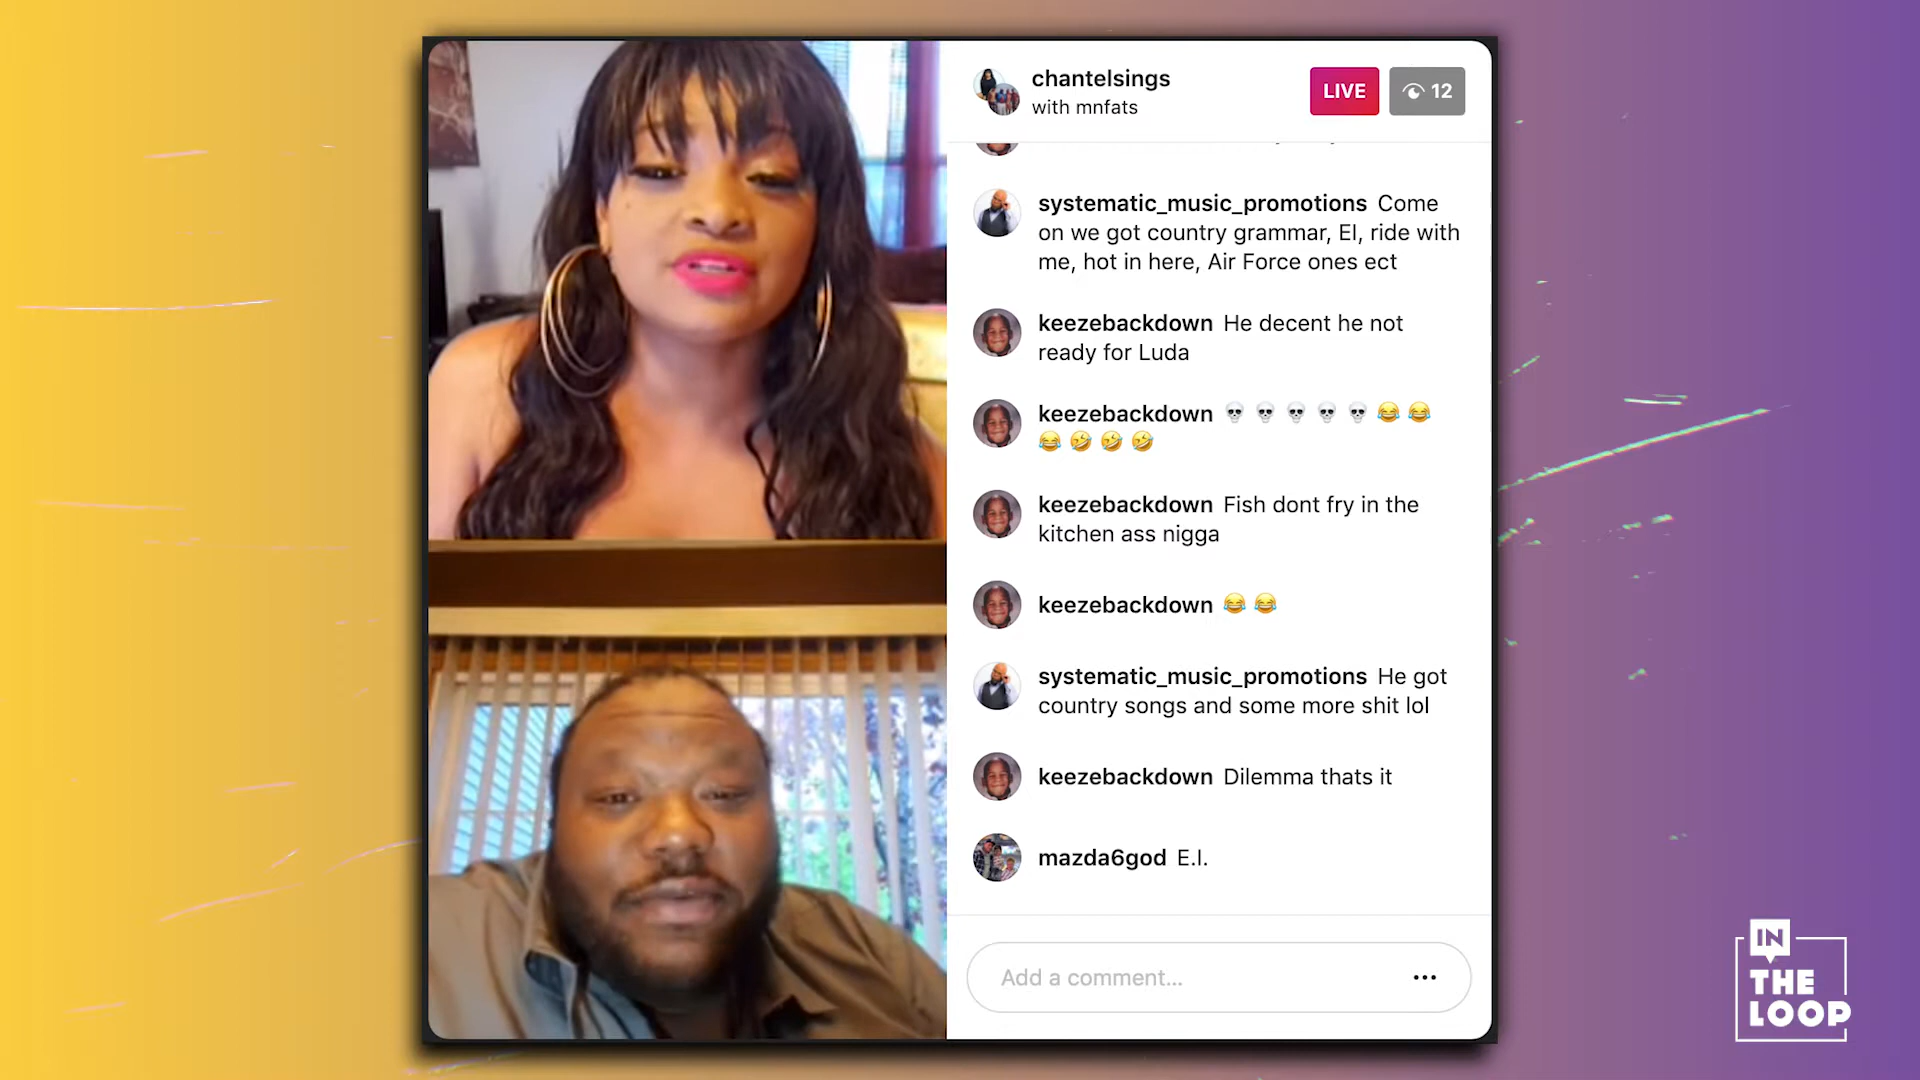 chantelsings
with mnfats
LIVE
12
systematic_music_promotions Come
on we got country grammar, EI, ride with
me, hot in here, Air Force ones ect
keezebackdown He decent he not
ready for Luda
keezebackdown 💀 💀 💀 💀 💀 😂 😂
😂 🤣 🤣 🤣
keezebackdown Fish dont fry in the
kitchen ass nigga
keezebackdown 😂 😂
systematic_music_promotions He got
country songs and some more shit lol
keezebackdown Dilemma thats it
mazda6god E.I.
Add a comment...
IN
THE
LOOP